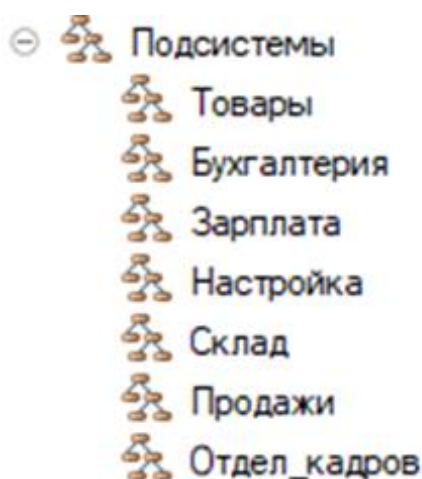 Подсистемы
Товары
Бухгалтерия
Зарплата
Настройка
Склад
Продажи
Отдел_кадров